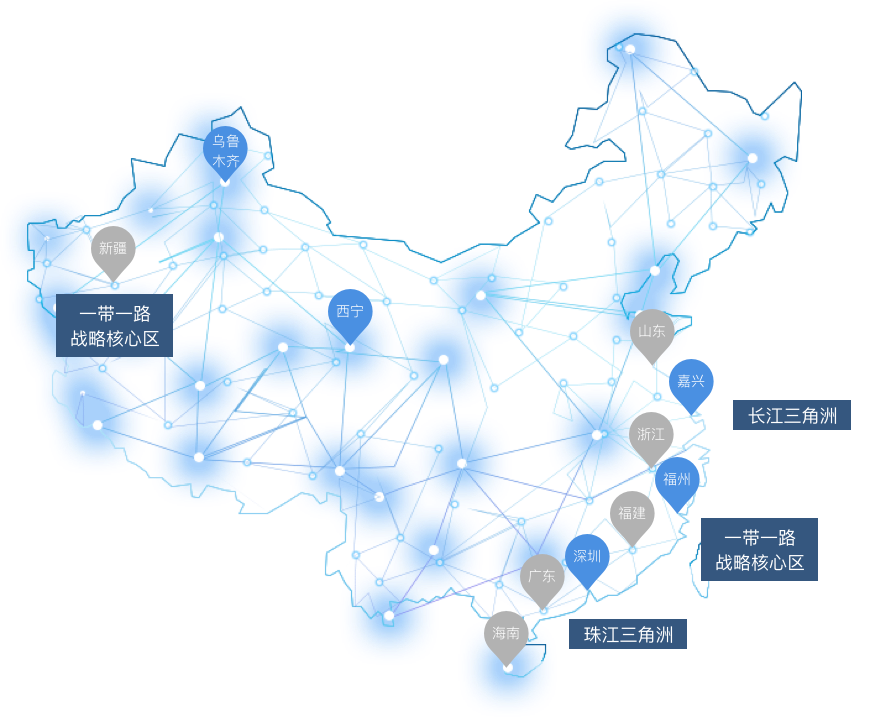 乌鲁
木齐
新疆
一带一路
战略核心区
西宁
山东
嘉兴
长江三角洲
浙江
福州
福建
一带一路
战略核心区
深圳
广东
珠江三角洲
海南